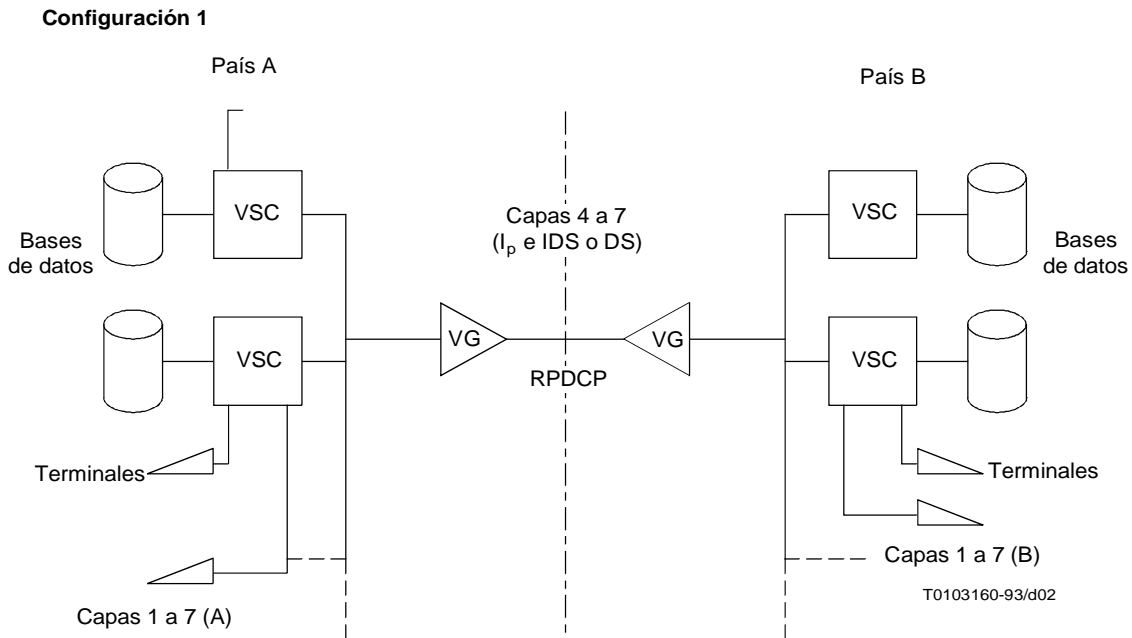 Configuración 1
País A
País B
VSC
VSC
Capas 4 a 7
(Ip e IDS o DS)
Bases
de datos
Bases
de datos
VG
VG
VSC
VSC
RPDCP
Terminales
Terminales
Capas 1 a 7 (B)
T0103160-93/d02
Capas 1 a 7 (A)